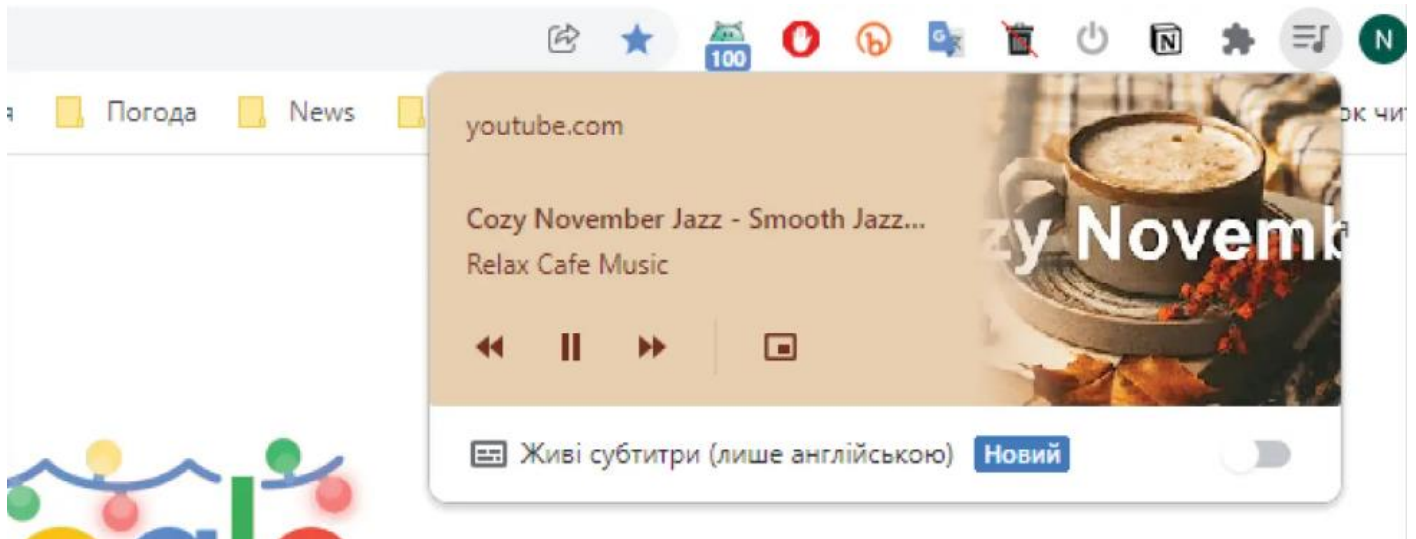 100
N
Погода
News
youtube.com
Cozy November Jazz - Smooth Jazz...
Relax Cafe Music
zy Novemb
Живі субтитри (лише англійською) Новий